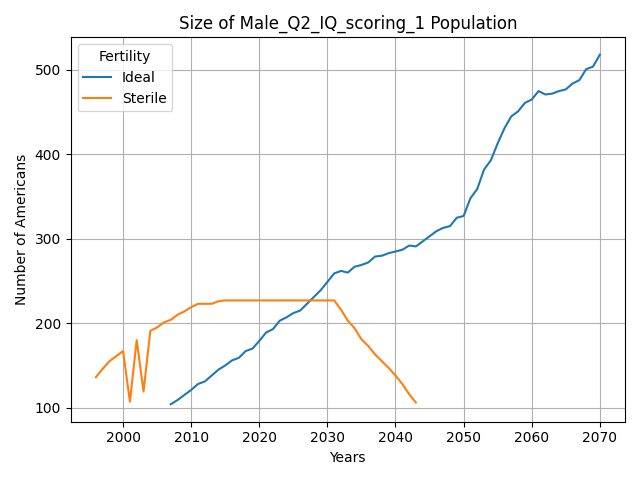 Size of Male_Q2_IQ_scoring_1 Population
Fertility
Ideal
Sterile
Number of Americans
500
400
300
200
100
2000 2010 2020 2030 2040 2050 2060 2070
Years